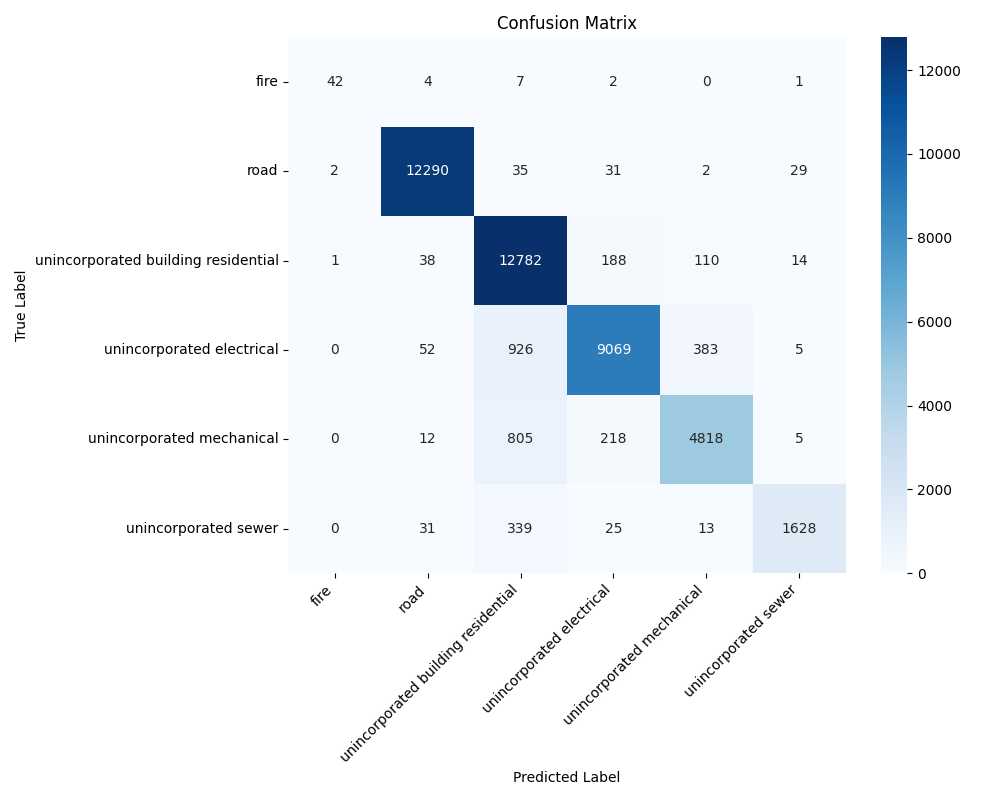 Confusion Matrix
fire 42 4 7 2 0 1
road 2 12290 35 31 2 29
unincorporated building residential 1 38 12782 188 110 14
unincorporated electrical 0 52 926 9069 383 5
unincorporated mechanical 0 12 805 218 4818 5
unincorporated sewer 0 31 339 25 13 1628
True Label
fire
road
unincorporated building residential
unincorporated electrical
unincorporated mechanical
unincorporated sewer
Predicted Label
12000
10000
8000
6000
4000
2000
0